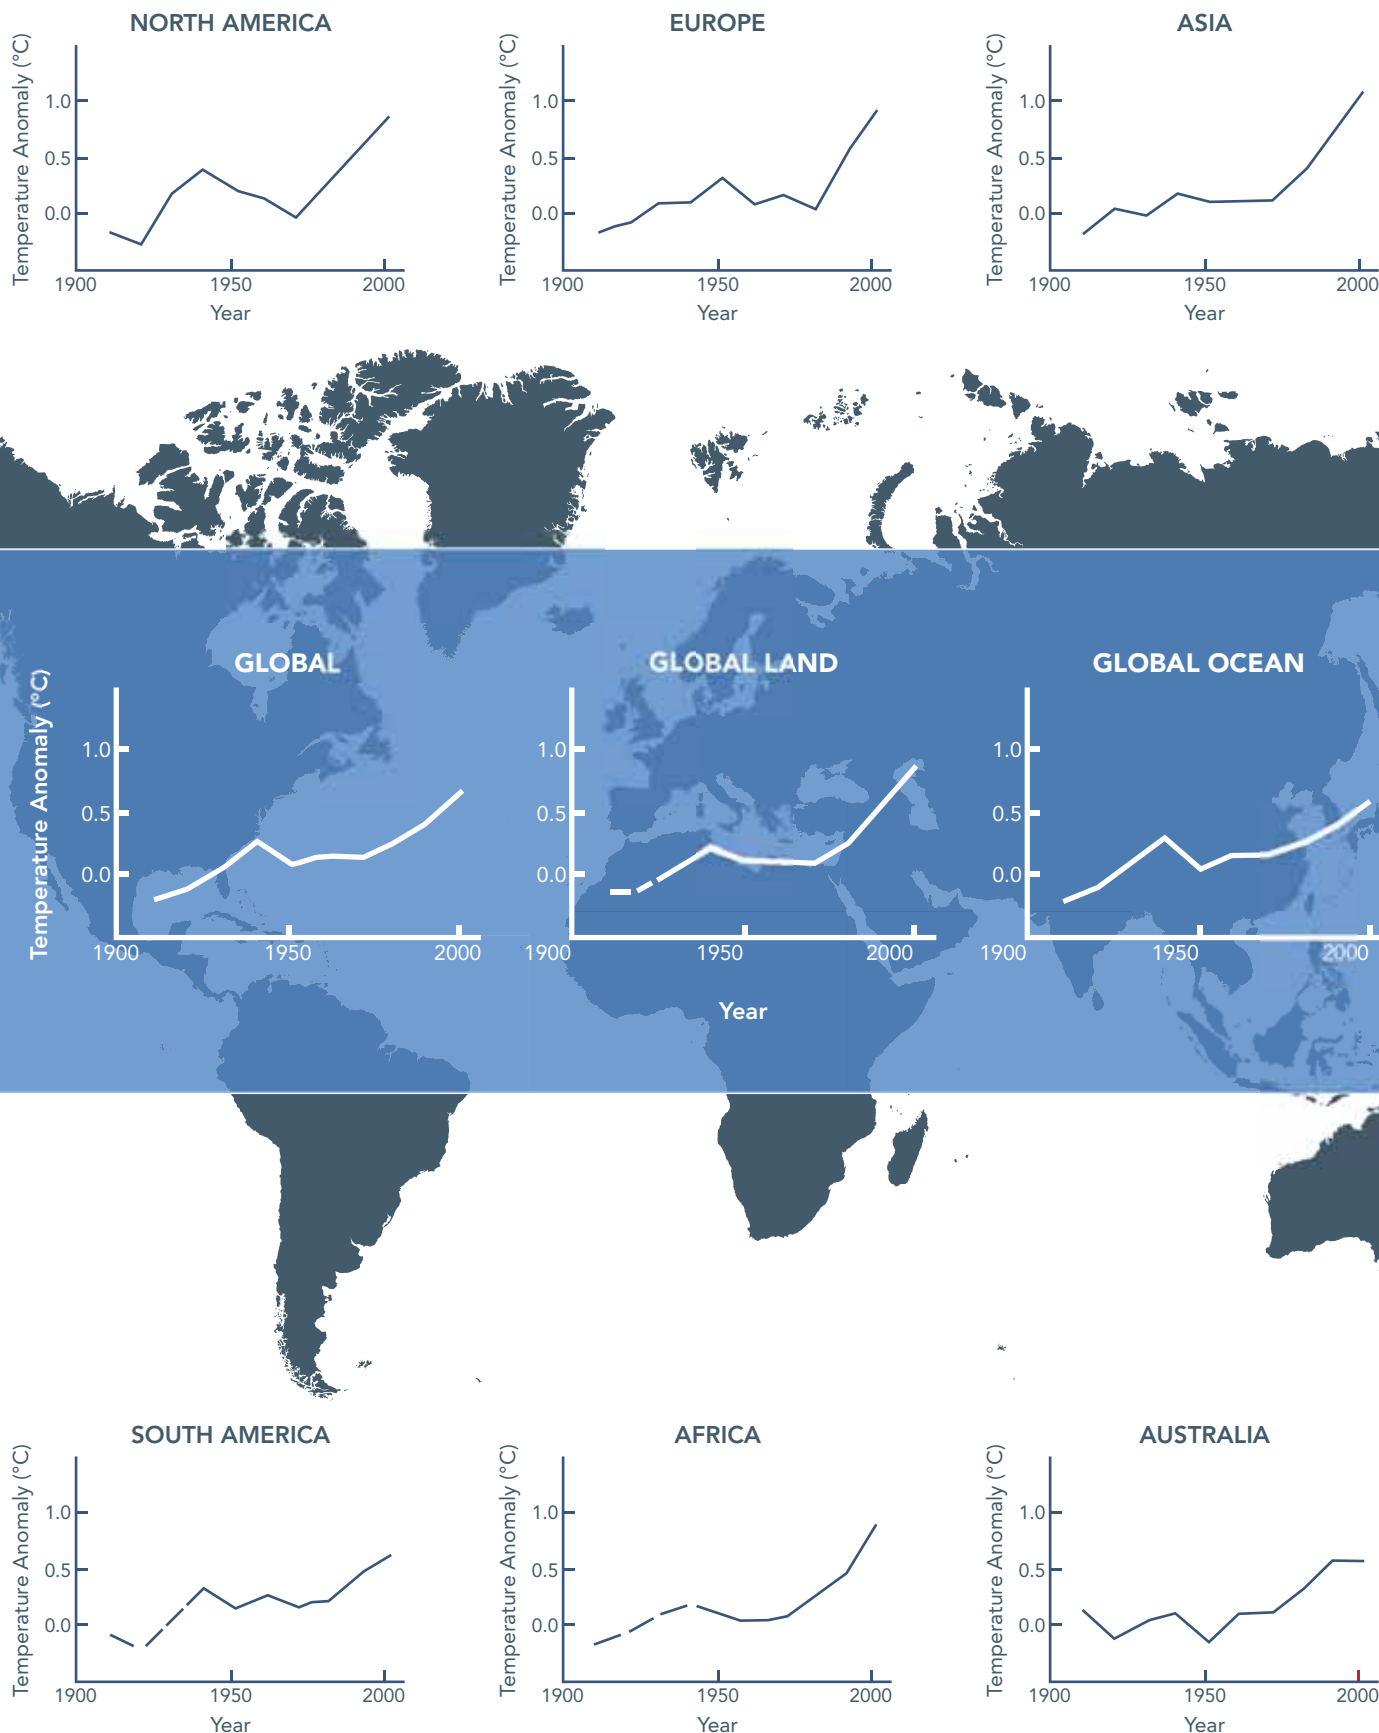 NORTH AMERICA
Temperature Anomaly (°C)
1.0
0.5
0.0
1900 1950 2000
Year
EUROPE
Temperature Anomaly (°C)
1.0
0.5
0.0
1900 1950 2000
Year
ASIA
Temperature Anomaly (°C)
1.0
0.5
0.0
1900 1950 2000
Year
Temperature Anomaly (°C)
GLOBAL
1.0
0.5
0.0
1900 1950 2000
GLOBAL LAND
1.0
0.5
0.0
1900 1950 2000
Year
GLOBAL OCEAN
1.0
0.5
0.0
1900 1950 2000
SOUTH AMERICA
Temperature Anomaly (°C)
1.0
0.5
0.0
1900 1950 2000
Year
AFRICA
Temperature Anomaly (°C)
1.0
0.5
0.0
1900 1950 2000
Year
AUSTRALIA
Temperature Anomaly (°C)
1.0
0.5
0.0
1900 1950 2000
Year